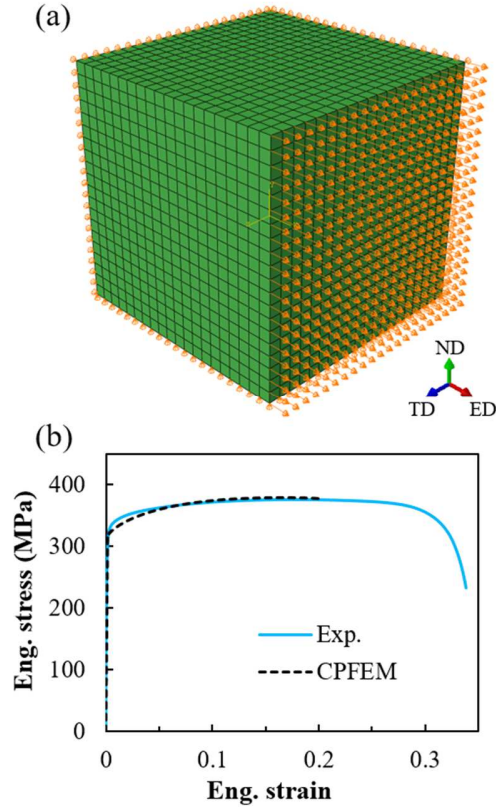 (a)
ND
TD
ED
(b)
Eng. stress (MPa)
400
300
200
100
0
Exp.
CPFEM
0
0.1
0.2
0.3
Eng. strain